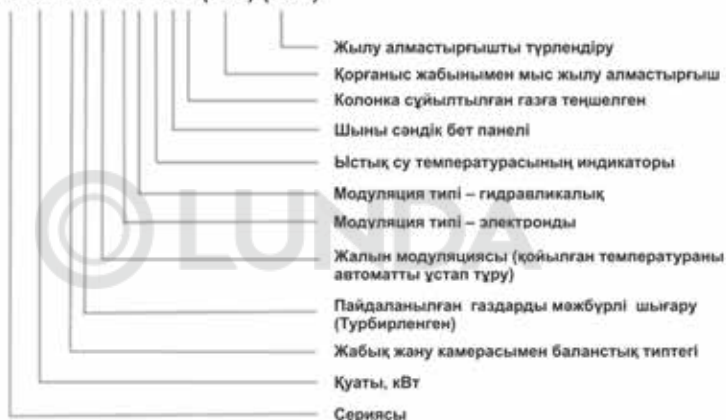 Жылу алмастырғышты түрлендіру
Қорғаныс жабынымен мыс жылу алмастырғыш
Колонка сұйылтылған газға теңшелген
Шыны сәндік бет панелі
Ыстық су температурасының индикаторы
Модуляция типі – гидравликалық
Модуляция типі – электронды
Жалын модуляциясы (қойылған температураны
автоматты ұстап тұру)
Пайдаланылған газдарды мәжбүрлі шығару
(Турбирленген)
Жабық жану камерасымен баланстық типтегі
Қуаты, кВт
Сериясы
LUNDA